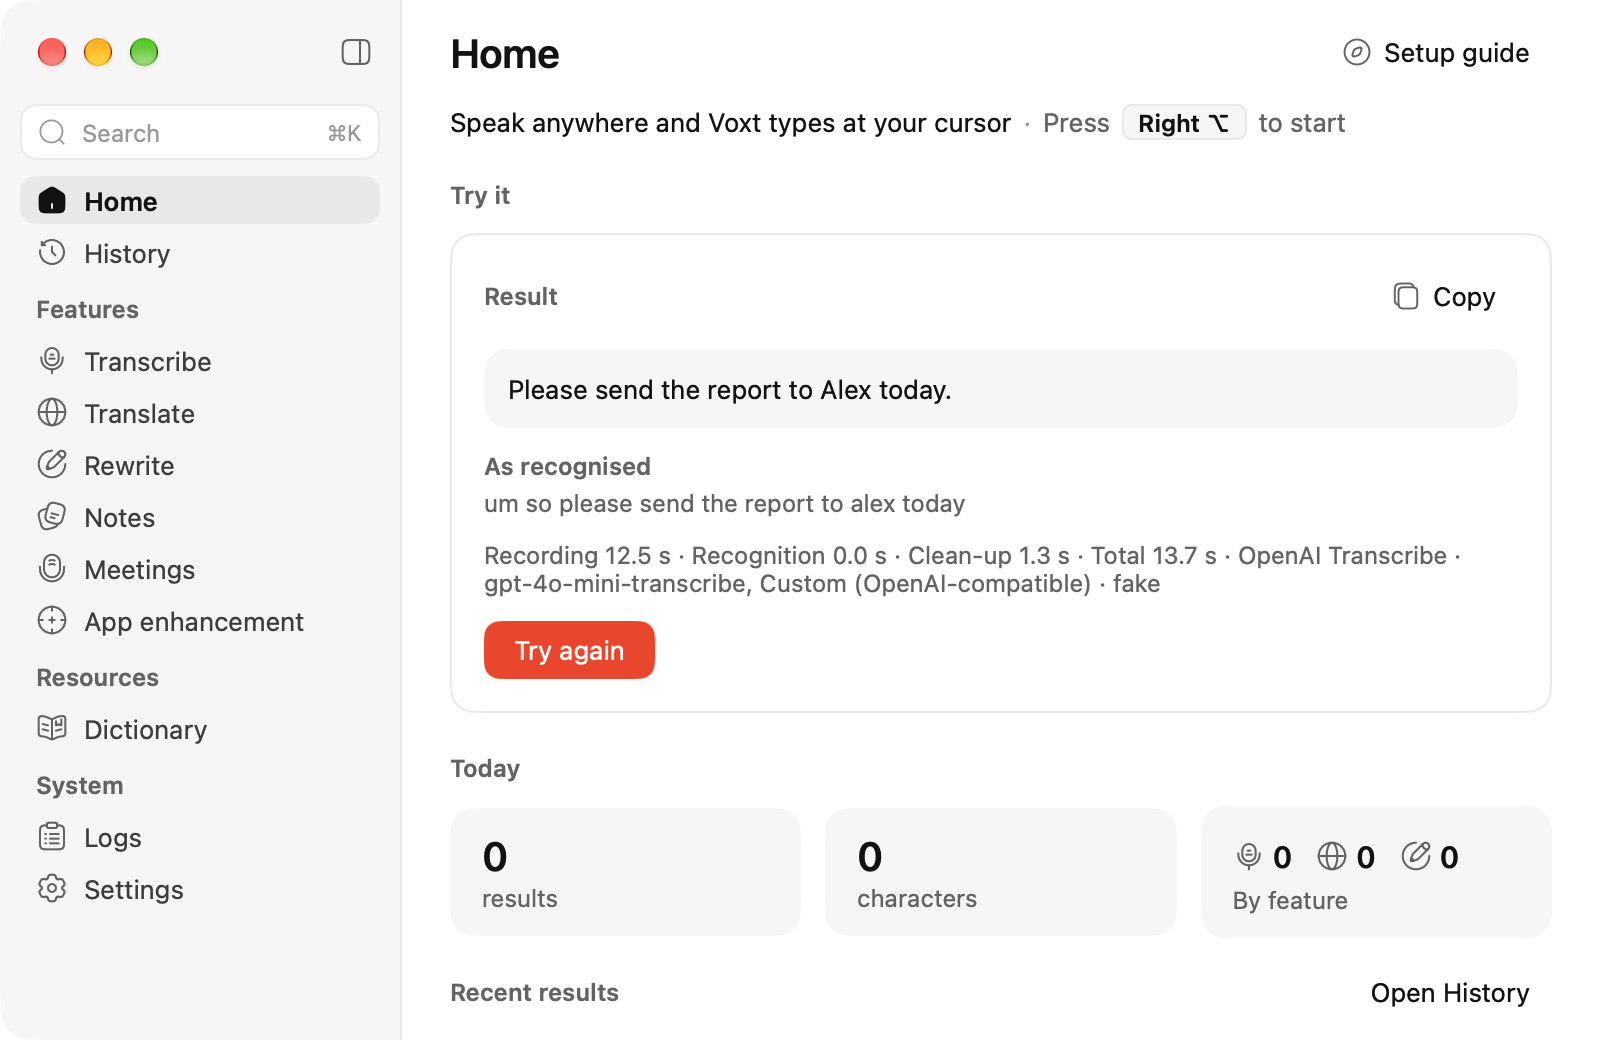 Home
Setup guide
Speak anywhere and Voxt types at your cursor · Press Right ⌥ to start
Search ⌘K
Home
History
Features
Transcribe
Translate
Rewrite
Notes
Meetings
App enhancement
Resources
Dictionary
System
Logs
Settings
Try it
Result
Copy
Please send the report to Alex today.
As recognised
um so please send the report to alex today
Recording 12.5 s · Recognition 0.0 s · Clean-up 1.3 s · Total 13.7 s · OpenAI Transcribe ·
gpt-4o-mini-transcribe, Custom (OpenAI-compatible) · fake
Try again
Today
0
results
0
characters
0 0 0
By feature
Recent results
Open History